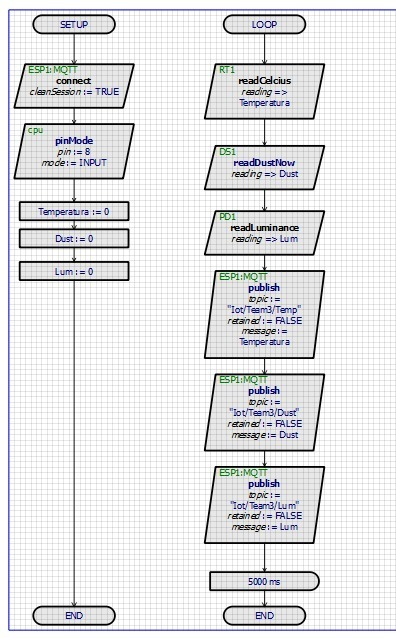 SETUP
ESP1:MQTT
connect
cleanSession := TRUE
cpu
pinMode
pin := 8
mode := INPUT
Temperatura := 0
Dust := 0
Lum := 0
END
LOOP
RT1
readCelcius
reading =>
Temperatura
DS1
readDustNow
reading => Dust
PD1
readLuminance
reading => Lum
ESP1:MQTT
publish
topic :=
"Iot/Team3/Temp"
retained := FALSE
message :=
Temperatura
ESP1:MQTT
publish
topic :=
"Iot/Team3/Dust"
retained := FALSE
message := Dust
ESP1:MQTT
publish
topic :=
"Iot/Team3/Lum"
retained := FALSE
message := Lum
5000 ms
END